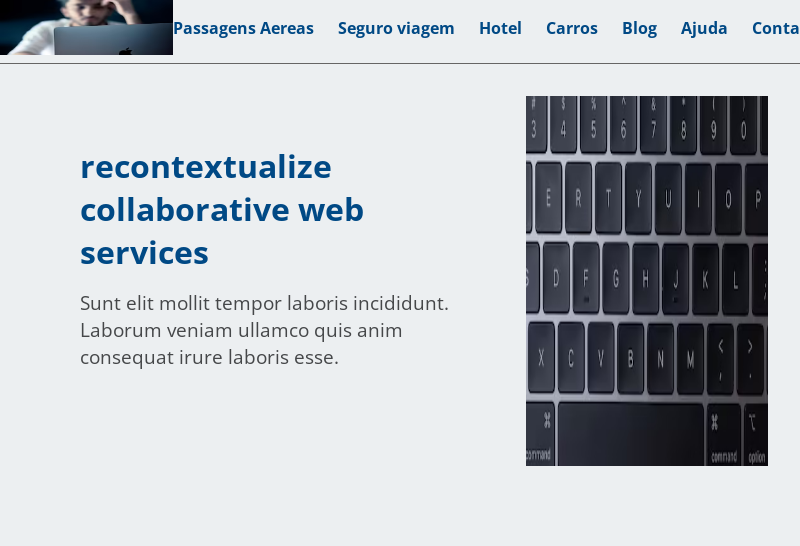 Passagens Aereas Seguro viagem Hotel Carros Blog Ajuda Conta
recontextualize
collaborative web
services
Sunt elit mollit tempor laboris incididunt.
Laborum veniam ullamco quis anim
consequat irure laboris esse.
# $ % ^ & * ( )
3 4 5 6 7 8 9 0
E R T Y U I O P
S D F G H J K L ;
X C V B N M < , > .
⌘ ⌘ ⌥
command command option